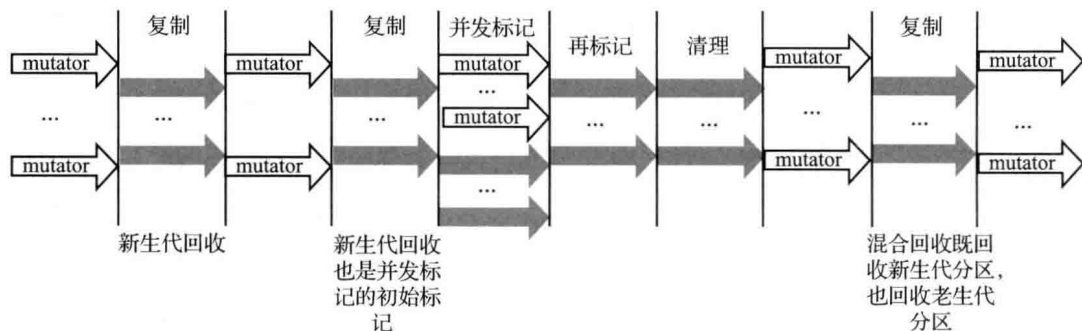 复制
复制
并发标记
再标记
清理
复制
mutator
mutator
mutator
mutator
mutator
...
...
...
...
mutator
...
...
...
...
...
mutator
mutator
...
mutator
mutator
新生代回收
新生代回收
也是并发标
记的初始标
记
混合回收既回
收新生代分区,
也回收老生代
分区